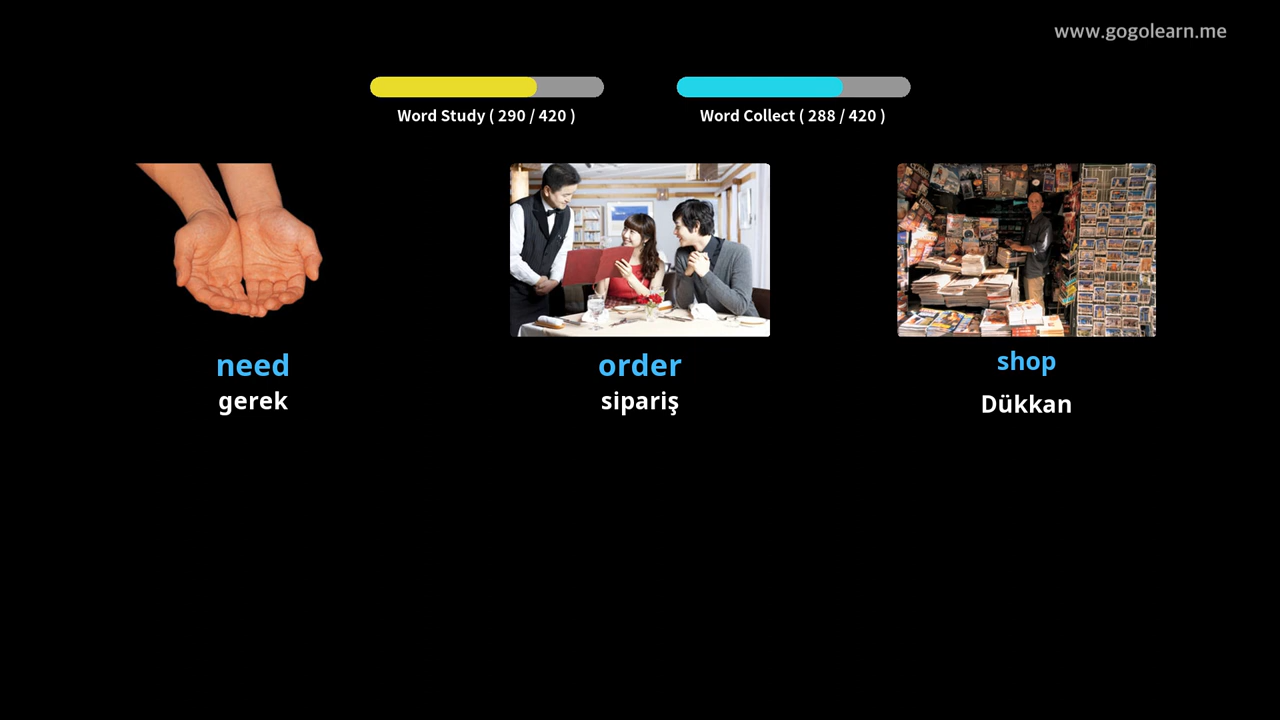 www.gogolearn.me
Word Study ( 290 / 420 )
Word Collect ( 288 / 420 )
need
gerek
order
sipariş
shop
Dükkan